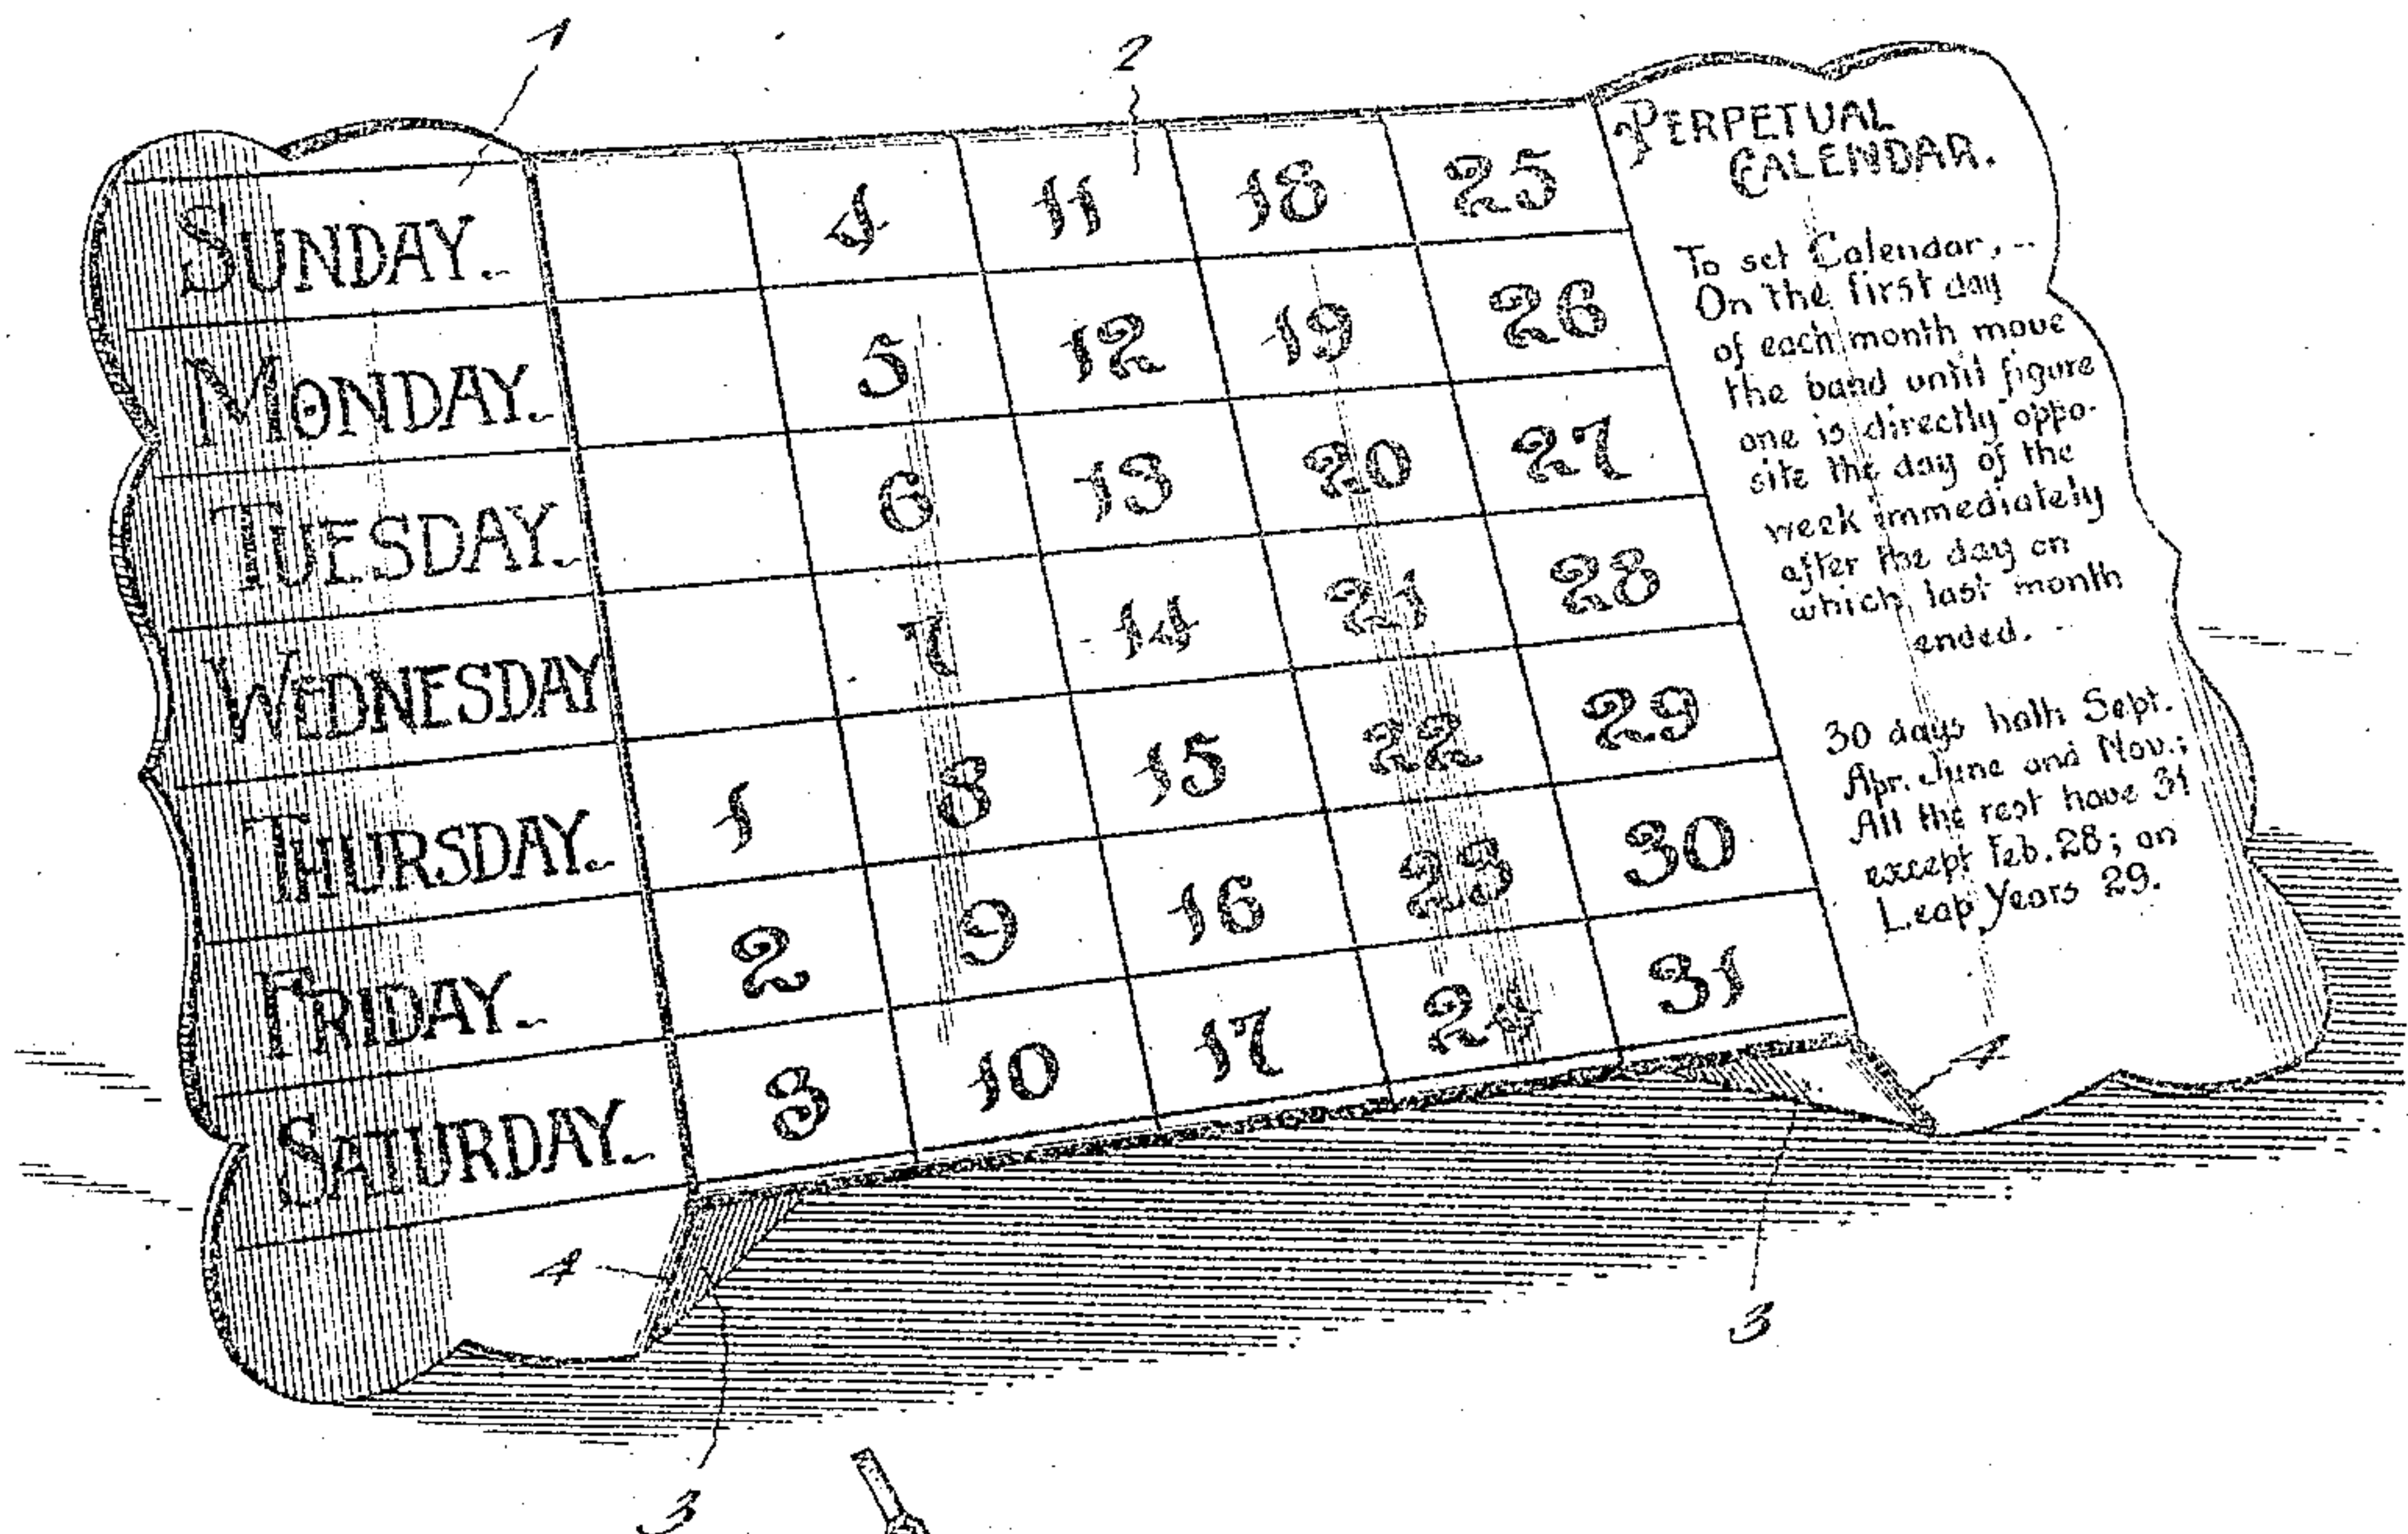 1
2
SUNDAY. 4 11 18 25
MONDAY. 5 12 19 26
TUESDAY. 6 13 20 27
WEDNESDAY 7 14 21 28
THURSDAY. 1 8 15 22 29
FRIDAY. 2 9 16 23 30
SATURDAY. 3 10 17 24 31
PERPETUAL
CALENDAR.
To set Calendar, --
On the first day
of each month move
the band until figure
one is directly oppo-
site the day of the
week immediately
after the day on
which last month
ended. -
30 days hath Sept.
Apr. June and Nov.;
All the rest have 31
except Feb. 28; on
Leap Years 29.
4
4
3
3